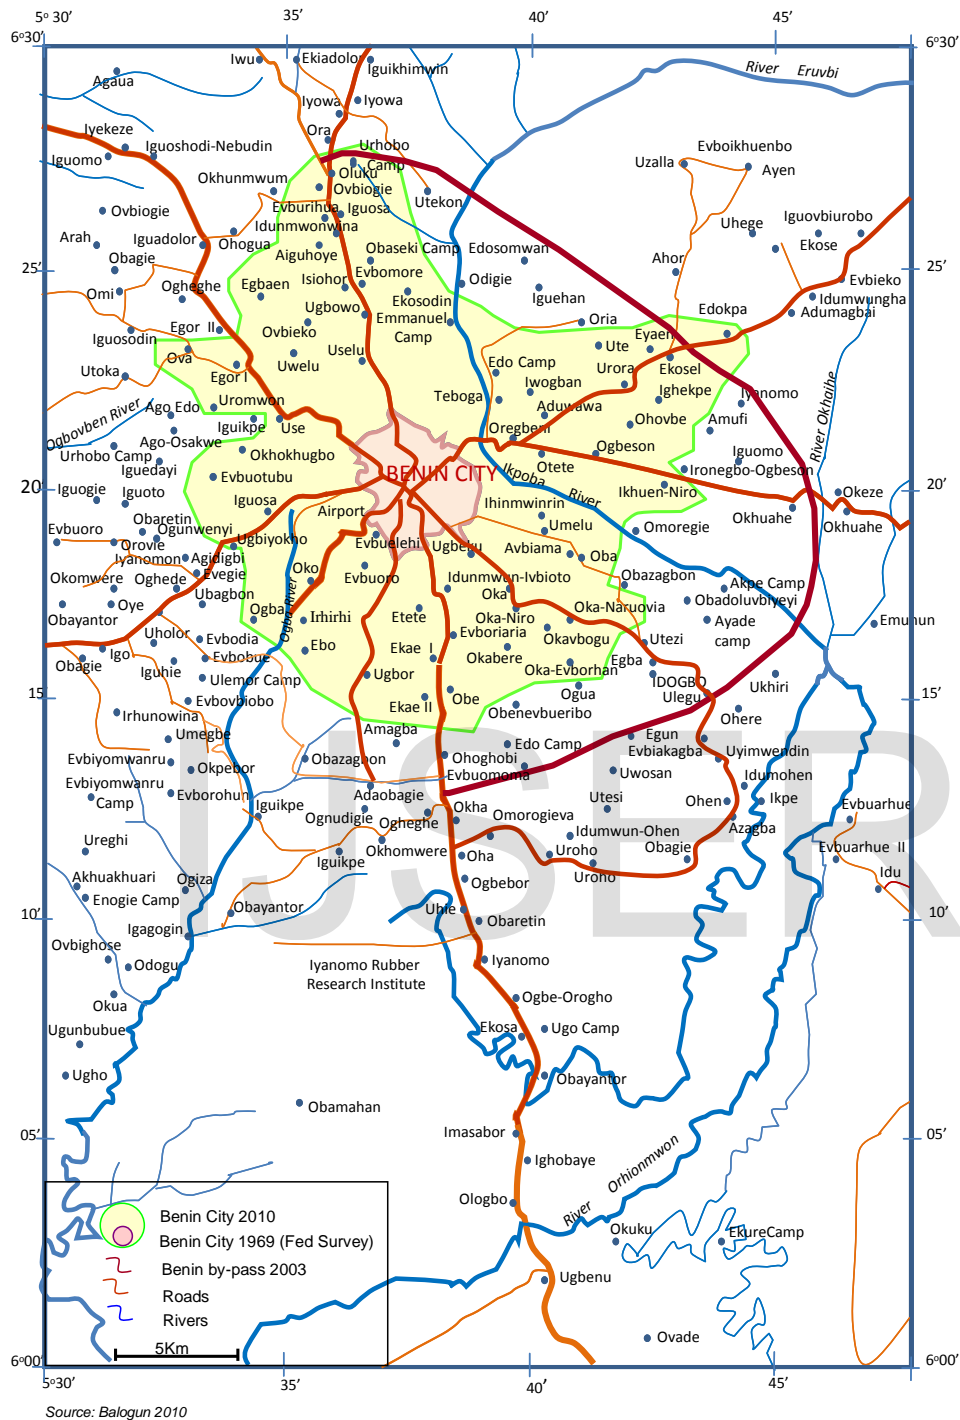 5º 30'
35'
40'
45'
6º30'
6º30'
Iwu
Ekiadolor
Iguikhimwin
River Eruvbi
Agaua
Iyowa
Iyowa
Iyekeze
Ora
Iguoshodi-Nebudin
Urhobo
Camp
Evboikhuenbo
Iguomo
Uzalla
Ayen
Oluku
Okhunmwum
Ovbiogie
Utekon
Ovbiogie
Evburihua
Iguosa
Iguovbiurobo
Idunmwonwina
Uhege
Arah
Iguadolor
Ohogua
Obaseki Camp
Edosomwan
Ekose
Obagie
Aiguhoye
Ahor
25'
25'
Evbomore
Isiohor
Odigie
Evbieko
Omi
Ogheghe
Egbaen
Ekosodin
Iguehan
Idumwungha
Ugbowo
Edokpa
Adumagbai
Emmanuel
Camp
Oria
Egor II
Ovbieko
Iguosodin
Eyaen
Ova
Uselu
Ute
Utoka
Egor I
Uwelu
Edo Camp
Urora
Ekosel
Iwogban
Ighekpe
Iyanomo
Teboga
River Okhaihe
Ago Edo
Uromwon
Aduwawa
Ogbovben River
Iguikpe
Use
Oregbeni
Ohovbe
Amufi
Ago-Osakwe
Urhobo Camp
Okhokhugbo
Ogbeson
Iguomo
Iguedayi
BENIN CITY
Otete
Ironegbo-Ogbeson
Evbuotubu
Ikpoba River
20'
20'
Iguogie
Iguoto
Iguosa
Ikhuen-Niro
Okeze
Ihinmwinrin
Airport
Obaretin
Okhuahe
Okhuahe
Evbuoro
Ogunwenyi
Umelu
Omoregie
Orovie
Ugbiyokho
Evbuelehi
Ugbeku
Avbiama
Oba
Iyanomon
Agidigbi
Oko
Okomwere
Oghede
Evegie
Evbuoro
Idunmwun-Ivbioto
Obazagbon
Akpe Camp
Ubagbon
Oka
Obadoluvbiyeyi
Oye
Ogba
Ogba River
Irhirhi
Etete
Oka-Niro
Oka-Naruovia
Obayantor
Ayade
camp
Emuhun
Uholor
Evbodia
Evboriaria
Okavbogu
Utezi
Igo
Ebo
Ekae I
Obagie
Evbobue
Okabere
Egba
Iguhie
Oka-Evborhan
Ulemor Camp
Ugbor
IDOGBO
Ukhiri
15'
15'
Evbovbiobo
Ekae II
Obe
Ogua
Ulegu
Irhunowina
Obenevbueribo
Ohere
Umegbe
Amagba
Edo Camp
Egun
Evbiyomwanru
Obazagbon
Ohoghobi
Evbiakagba
Uyimwendin
Okpebor
Evbuomoma
Uwosan
Idumohen
Evbiyomwanru
Camp
Evborohun
Adaobagie
Iguikpe
Okha
Utesi
Ohen
Ikpe
Evbuarhue
Ognudigie
Ogheghe
Omorogieva
Azagba
Ureghi
Idumwun-Ohen
Okhomwere
Oha
Uroho
Obagie
Evbuarhue II
Iguikpe
Akhuakhuari
Ogiza
Ogbebor
Uroho
Idu
Enogie Camp
Obayantor
Uhie
10'
10'
Igagogin
Obaretin
Ovbighose
Odogu
Iyanomo Rubber
Research Institute
Iyanomo
IJSER
Okua
Ogbe-Orogho
Ugunbubue
Ekosa
Ugo Camp
Ugho
Obayantor
Obamahan
05'
05'
Imasabor
Ighobaye
River Orhionmwon
Ologbo
Benin City 2010
Okuku
EkureCamp
Benin City 1969 (Fed Survey)
Benin by-pass 2003
Ugbenu
Roads
Rivers
Ovade
5Km
6º00'
6º00'
5º30'
35'
40'
45'
Source: Balogun 2010